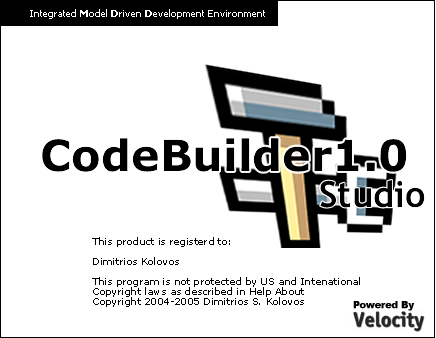 Integrated Model Driven Development Environment
CodeBuilder1.0
Studio
This product is registerd to:
Dimitrios Kolovos
This program is not protected by US and Intenational
Copyright laws as described in Help About
Copyright 2004-2005 Dimitrios S. Kolovos
Powered By
Velocity